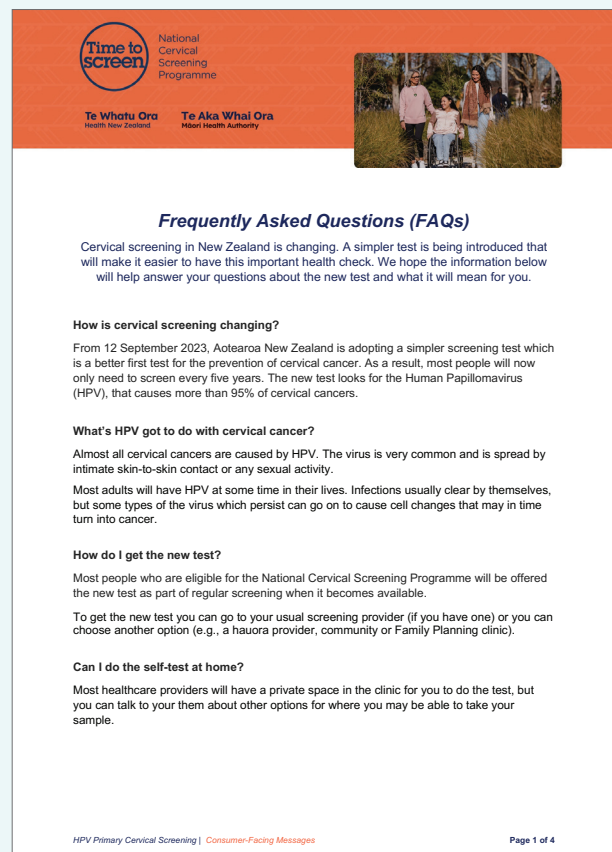 Time to
screen
National
Cervical
Screening
Programme
Te Whatu Ora
Health New Zealand
Te Aka Whai Ora
Māori Health Authority
Frequently Asked Questions (FAQs)
Cervical screening in New Zealand is changing. A simpler test is being introduced that
will make it easier to have this important health check. We hope the information below
will help answer your questions about the new test and what it will mean for you.
How is cervical screening changing?
From 12 September 2023, Aotearoa New Zealand is adopting a simpler screening test which
is a better first test for the prevention of cervical cancer. As a result, most people will now
only need to screen every five years. The new test looks for the Human Papillomavirus
(HPV), that causes more than 95% of cervical cancers.
What's HPV got to do with cervical cancer?
Almost all cervical cancers are caused by HPV. The virus is very common and is spread by
intimate skin-to-skin contact or any sexual activity.
Most adults will have HPV at some time in their lives. Infections usually clear by themselves,
but some types of the virus which persist can go on to cause cell changes that may in time
turn into cancer.
How do I get the new test?
Most people who are eligible for the National Cervical Screening Programme will be offered
the new test as part of regular screening when it becomes available.
To get the new test you can go to your usual screening provider (if you have one) or you can
choose another option (e.g., a hauora provider, community or Family Planning clinic).
Can I do the self-test at home?
Most healthcare providers will have a private space in the clinic for you to do the test, but
you can talk to your them about other options for where you may be able to take your
sample.
HPV Primary Cervical Screening | Consumer-Facing Messages
Page 1 of 4